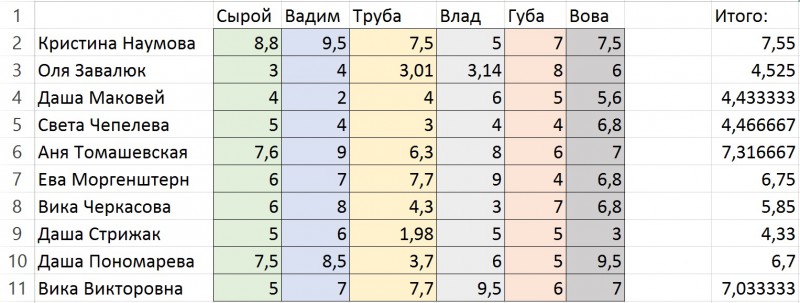 1 Сырой Вадим Труба Влад Губа Вова Итого:
2 Кристина Наумова 8,8 9,5 7,5 5 7 7,5 7,55
3 Оля Завалюк 3 4 3,01 3,14 8 6 4,525
4 Даша Маковей 4 2 4 6 5 5,6 4,433333
5 Света Чепелева 5 4 3 4 4 6,8 4,466667
6 Аня Томашевская 7,6 9 6,3 8 6 7 7,316667
7 Ева Моргенштерн 6 7 7,7 9 4 6,8 6,75
8 Вика Черкасова 6 8 4,3 3 7 6,8 5,85
9 Даша Стрижак 5 6 1,98 5 5 3 4,33
10 Даша Пономарева 7,5 8,5 3,7 6 5 9,5 6,7
11 Вика Викторовна 5 7 7,7 9,5 6 7 7,033333